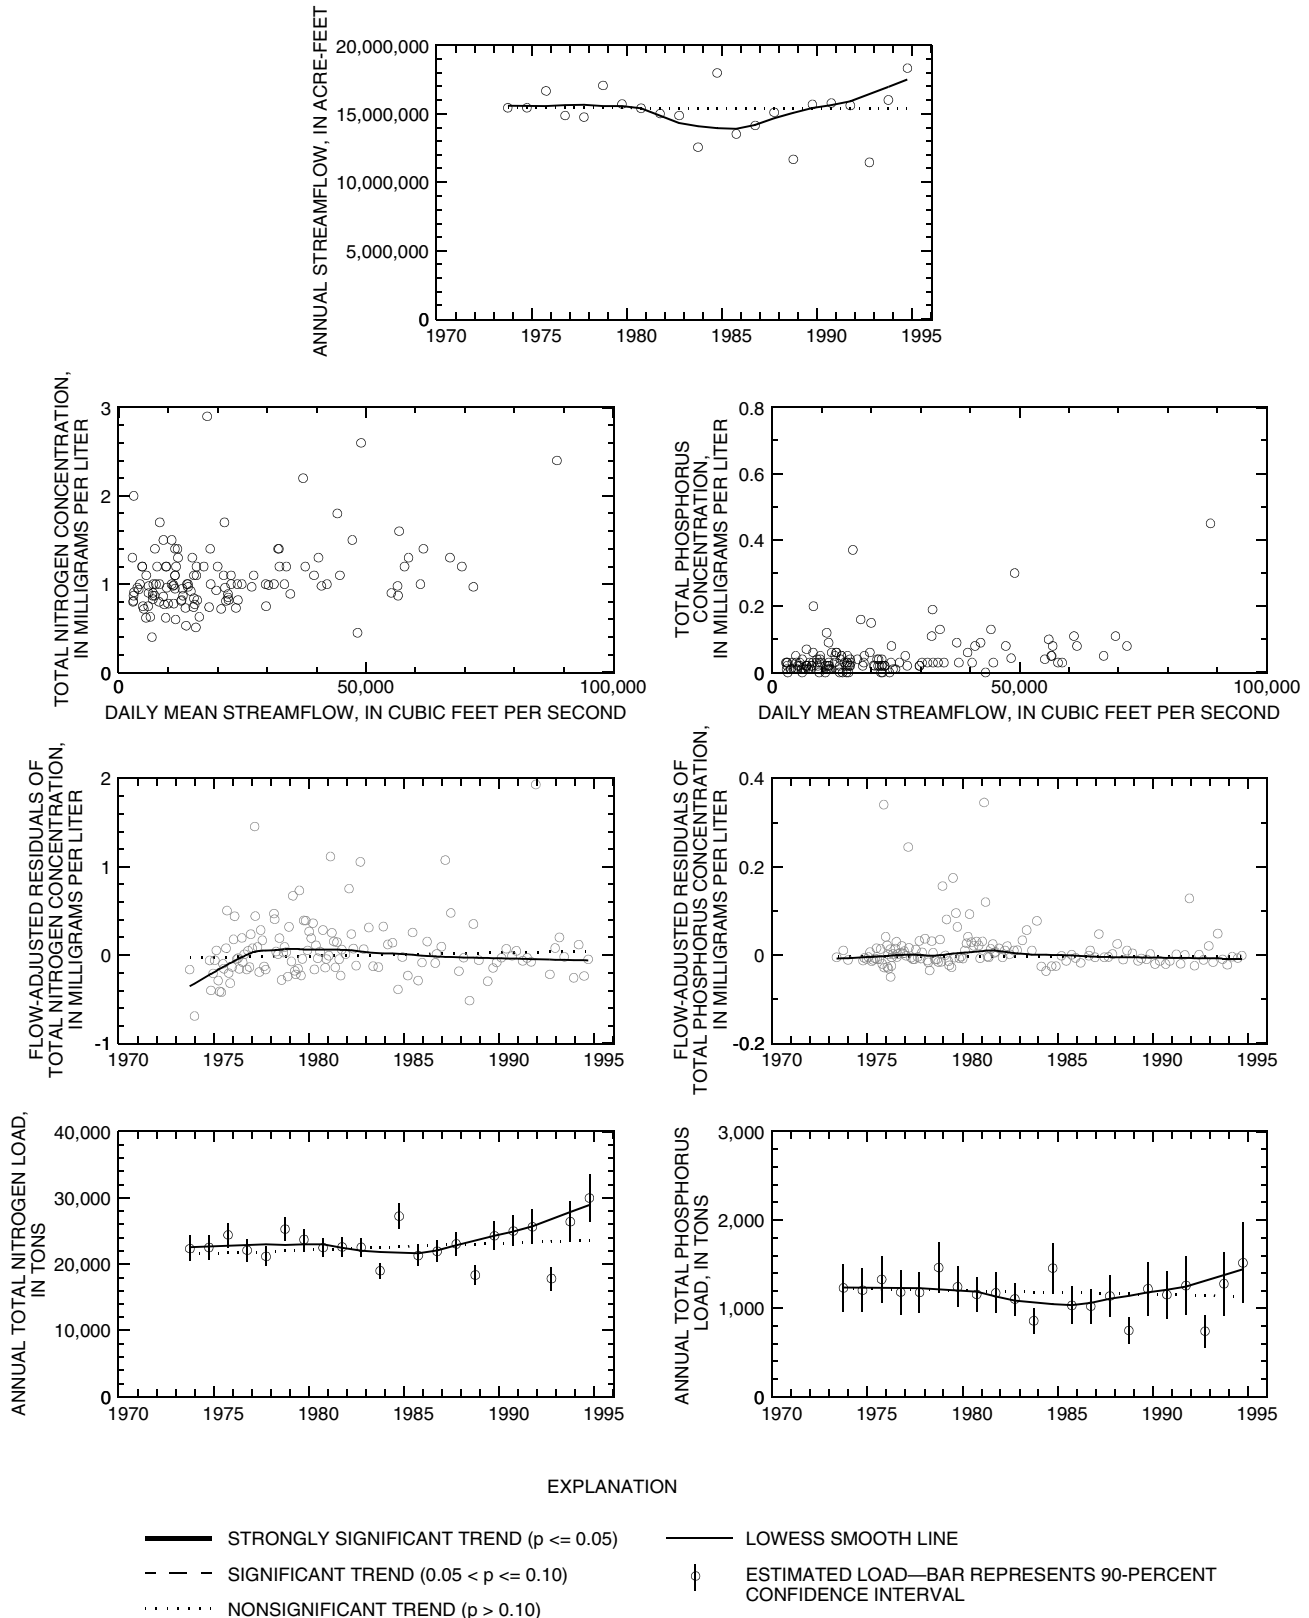 ANNUAL STREAMFLOW, IN ACRE-FEET
20,000,000
15,000,000
10,000,000
5,000,000
0
1970 1975 1980 1985 1990 1995
TOTAL NITROGEN CONCENTRATION,
IN MILLIGRAMS PER LITER
3
2
1
0
0 50,000 100,000
DAILY MEAN STREAMFLOW, IN CUBIC FEET PER SECOND
TOTAL PHOSPHORUS
CONCENTRATION,
IN MILLIGRAMS PER LITER
0.8
0.6
0.4
0.2
0
0 50,000 100,000
DAILY MEAN STREAMFLOW, IN CUBIC FEET PER SECOND
FLOW-ADJUSTED RESIDUALS OF
TOTAL NITROGEN CONCENTRATION,
IN MILLIGRAMS PER LITER
2
1
0
-1
1970 1975 1980 1985 1990 1995
FLOW-ADJUSTED RESIDUALS OF
TOTAL PHOSPHORUS CONCENTRATION,
IN MILLIGRAMS PER LITER
0.4
0.2
0
-0.2
1970 1975 1980 1985 1990 1995
ANNUAL TOTAL NITROGEN LOAD,
IN TONS
40,000
30,000
20,000
10,000
0
1970 1975 1980 1985 1990 1995
ANNUAL TOTAL PHOSPHORUS
LOAD, IN TONS
3,000
2,000
1,000
0
1970 1975 1980 1985 1990 1995
EXPLANATION
STRONGLY SIGNIFICANT TREND (p <= 0.05)
SIGNIFICANT TREND (0.05 < p <= 0.10)
NONSIGNIFICANT TREND (p > 0.10)
LOWESS SMOOTH LINE
ESTIMATED LOAD—BAR REPRESENTS 90-PERCENT
CONFIDENCE INTERVAL